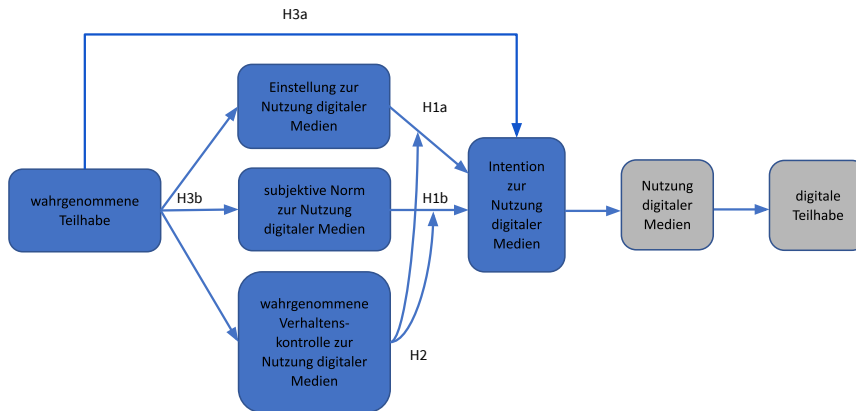 H3a
Einstellung zur
Nutzung digitaler
Medien
H1a
wahrgenommene
Teilhabe
H3b
subjektive Norm
zur Nutzung
digitaler Medien
H1b
Intention
zur
Nutzung
digitaler
Medien
Nutzung
digitaler
Medien
digitale
Teilhabe
wahrgenommene
Verhaltens-
kontrolle zur
Nutzung digitaler
Medien
H2